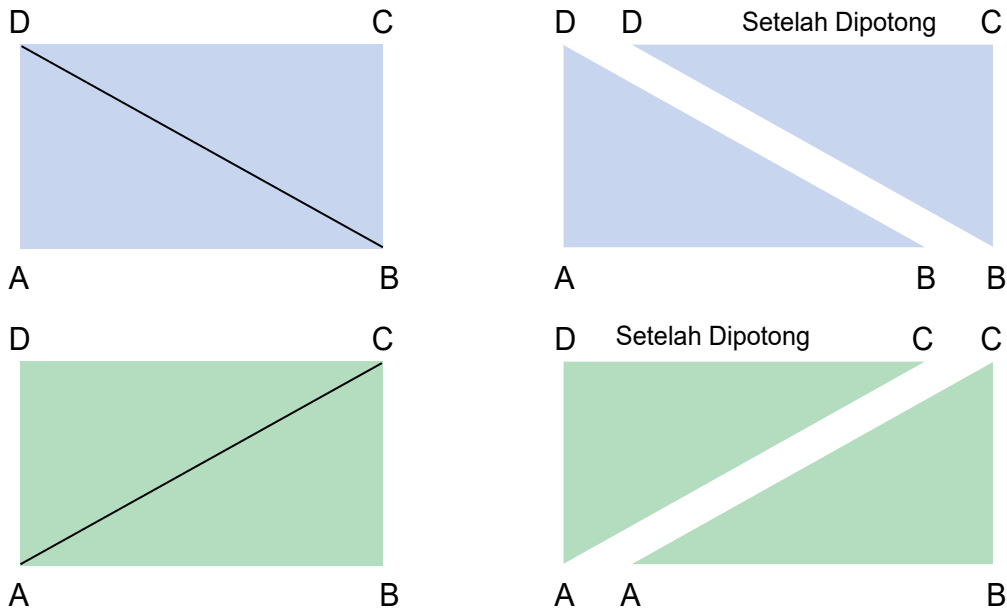 D C
D D Setelah Dipotong C
A B
A B B
D C
D Setelah Dipotong C C
A B
A A B